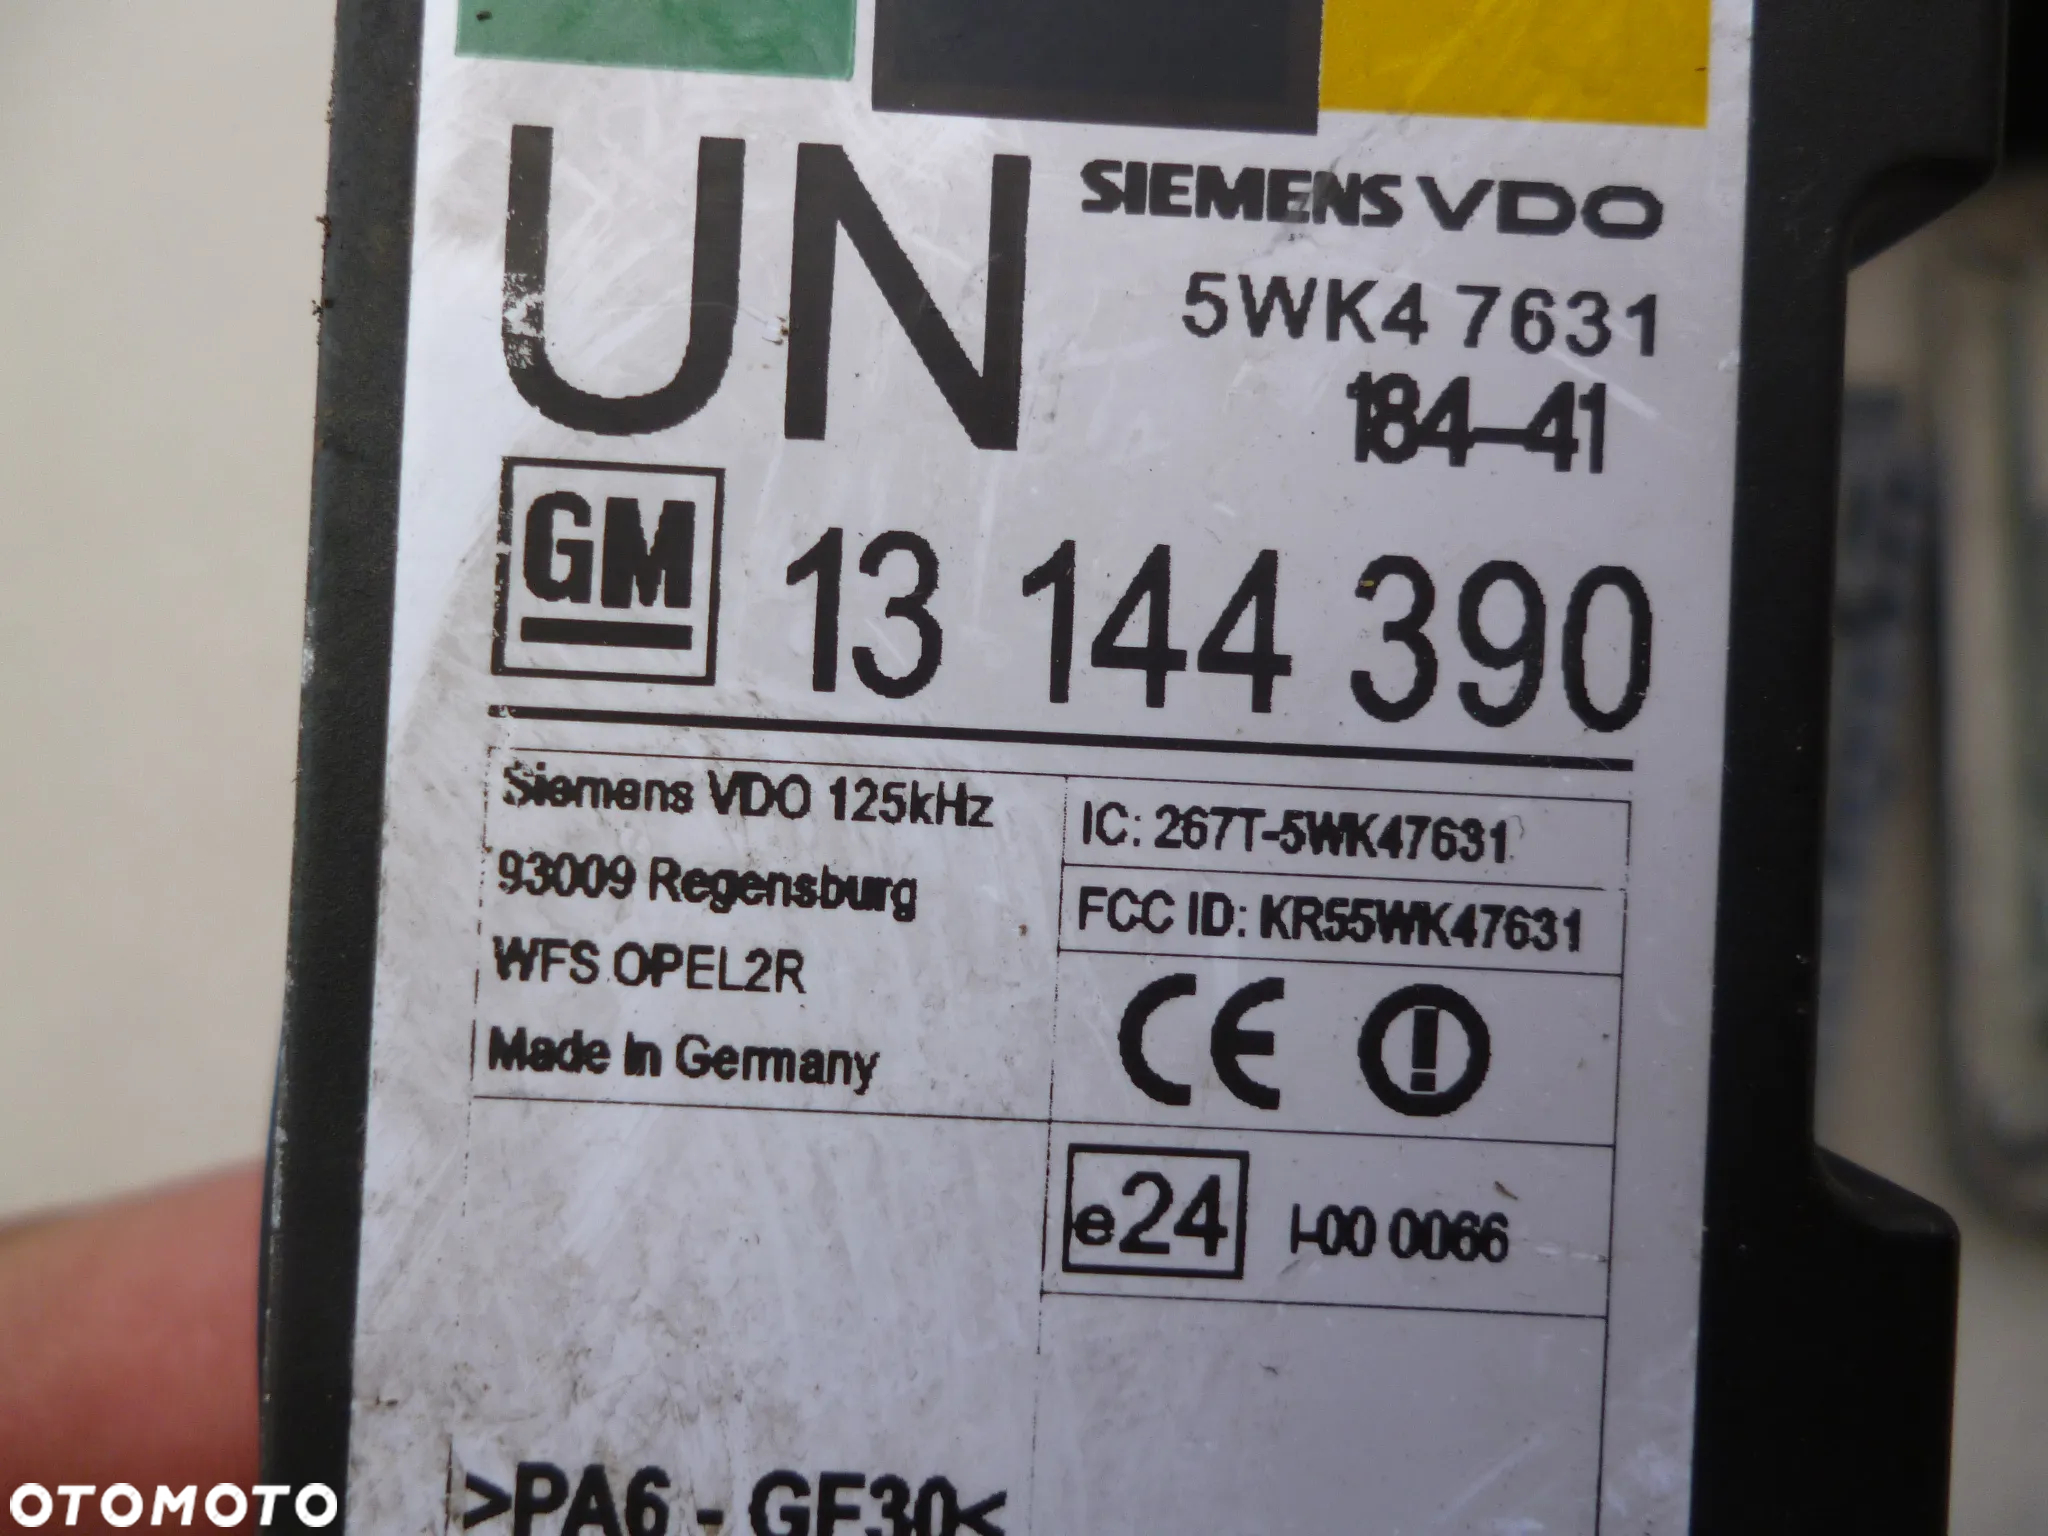 UN
SIEMENS VDO
5WK4 7631
184-41
GM
13 144 390
Siemens VDO 125kHz
93009 Regensburg
WFS OPEL2R
Made in Germany
IC: 267T-5WK47631
FCC ID: KR55WK47631
CE
e24 I-00 0066
>PA6 - GF30<
OTOMOTO